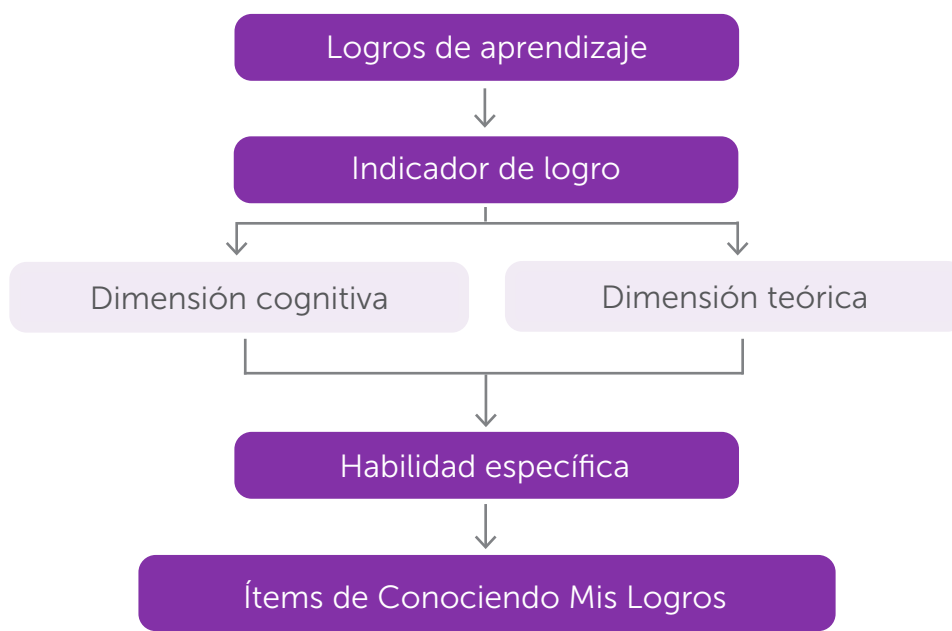 Logros de aprendizaje
Indicador de logro
Dimensión cognitiva
Dimensión teórica
Habilidad específica
Ítems de Conociendo Mis Logros